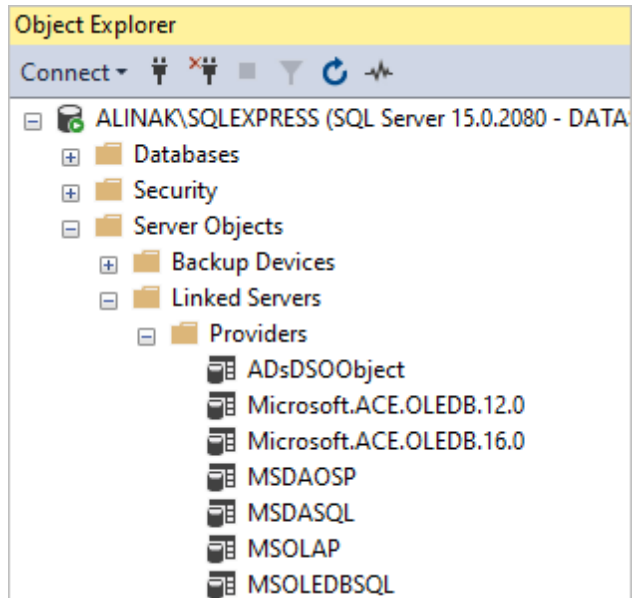 Object Explorer
Connect
ALINAK\SQLEXPRESS (SQL Server 15.0.2080 - DATA
Databases
Security
Server Objects
Backup Devices
Linked Servers
Providers
ADsDSOObject
Microsoft.ACE.OLEDB.12.0
Microsoft.ACE.OLEDB.16.0
MSDAOSP
MSDASQL
MSOLAP
MSOLEDBSQL